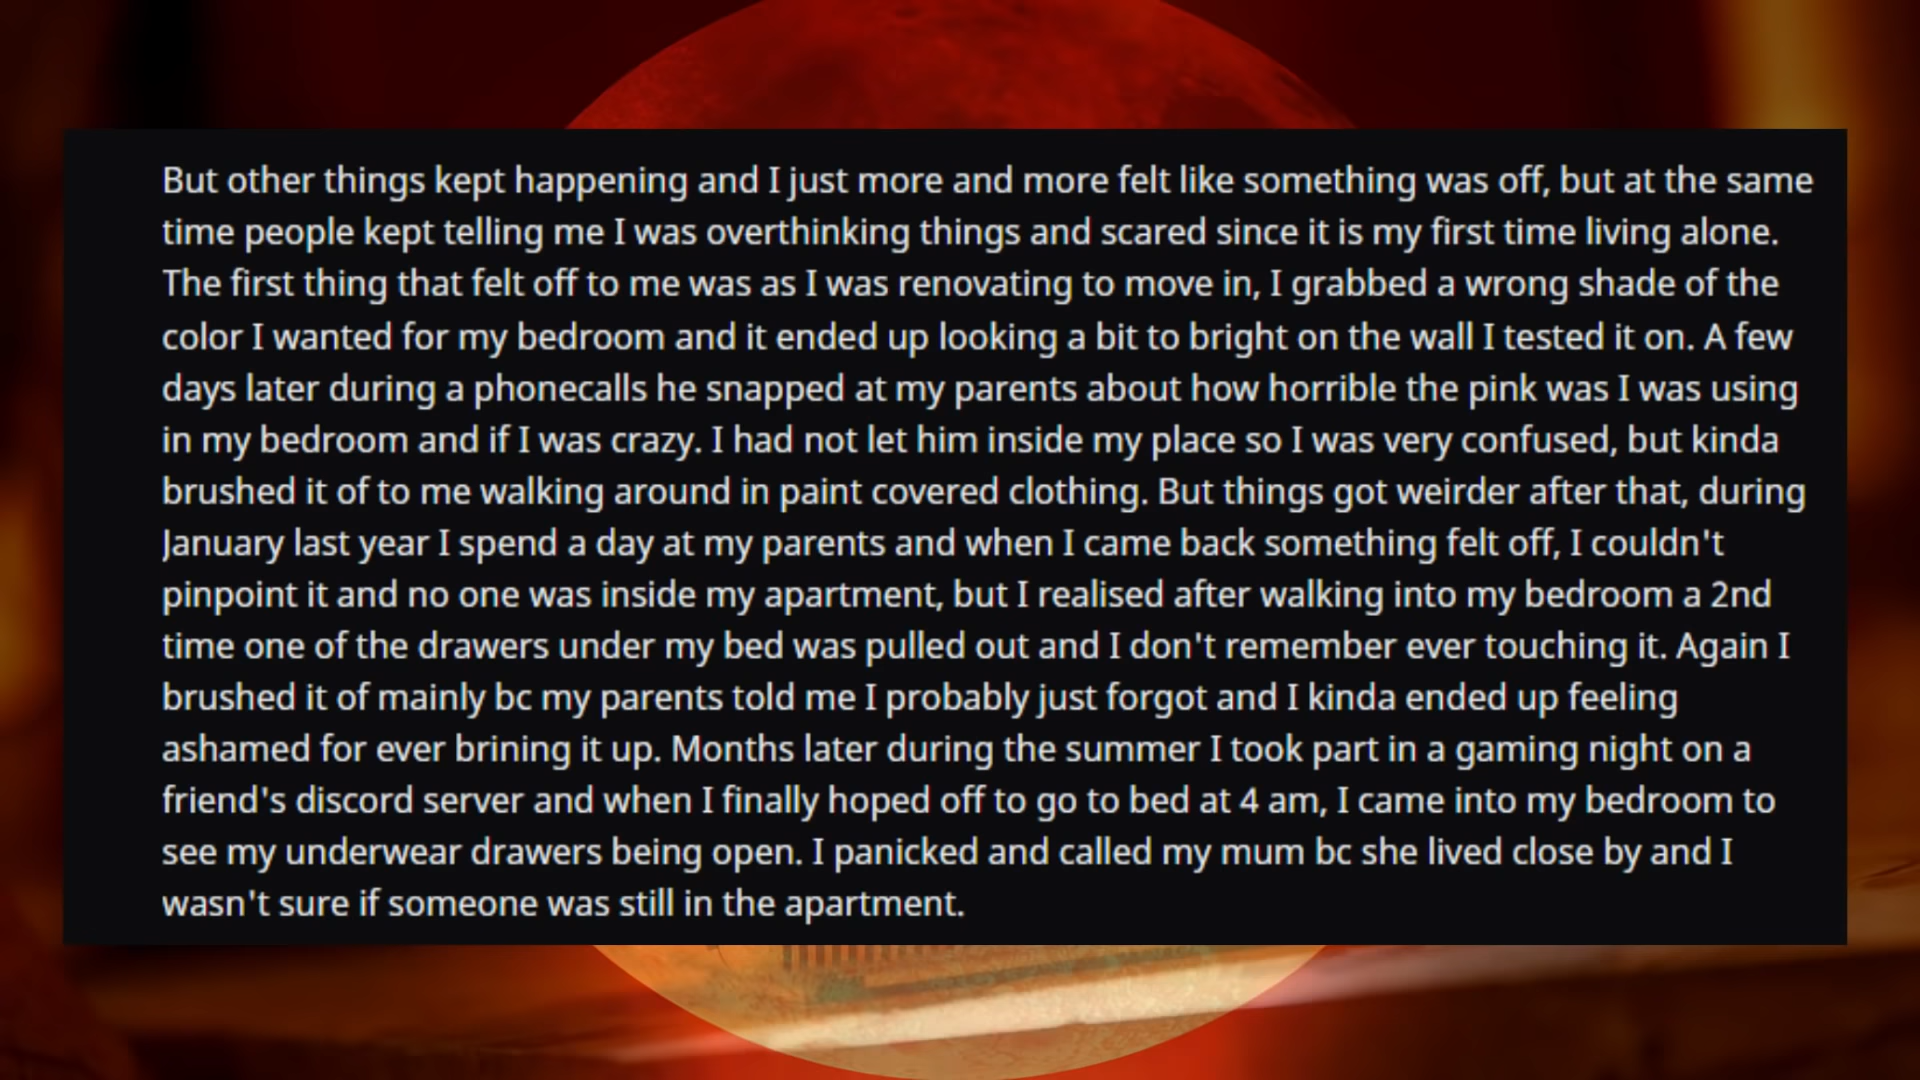 But other things kept happening and I just more and more felt like something was off, but at the same
time people kept telling me I was overthinking things and scared since it is my first time living alone.
The first thing that felt off to me was as I was renovating to move in, I grabbed a wrong shade of the
color I wanted for my bedroom and it ended up looking a bit to bright on the wall I tested it on. A few
days later during a phonecalls he snapped at my parents about how horrible the pink was I was using
in my bedroom and if I was crazy. I had not let him inside my place so I was very confused, but kinda
brushed it of to me walking around in paint covered clothing. But things got weirder after that, during
January last year I spend a day at my parents and when I came back something felt off, I couldn't
pinpoint it and no one was inside my apartment, but I realised after walking into my bedroom a 2nd
time one of the drawers under my bed was pulled out and I don't remember ever touching it. Again I
brushed it of mainly bc my parents told me I probably just forgot and I kinda ended up feeling
ashamed for ever brining it up. Months later during the summer I took part in a gaming night on a
friend's discord server and when I finally hoped off to go to bed at 4 am, I came into my bedroom to
see my underwear drawers being open. I panicked and called my mum bc she lived close by and I
wasn't sure if someone was still in the apartment.